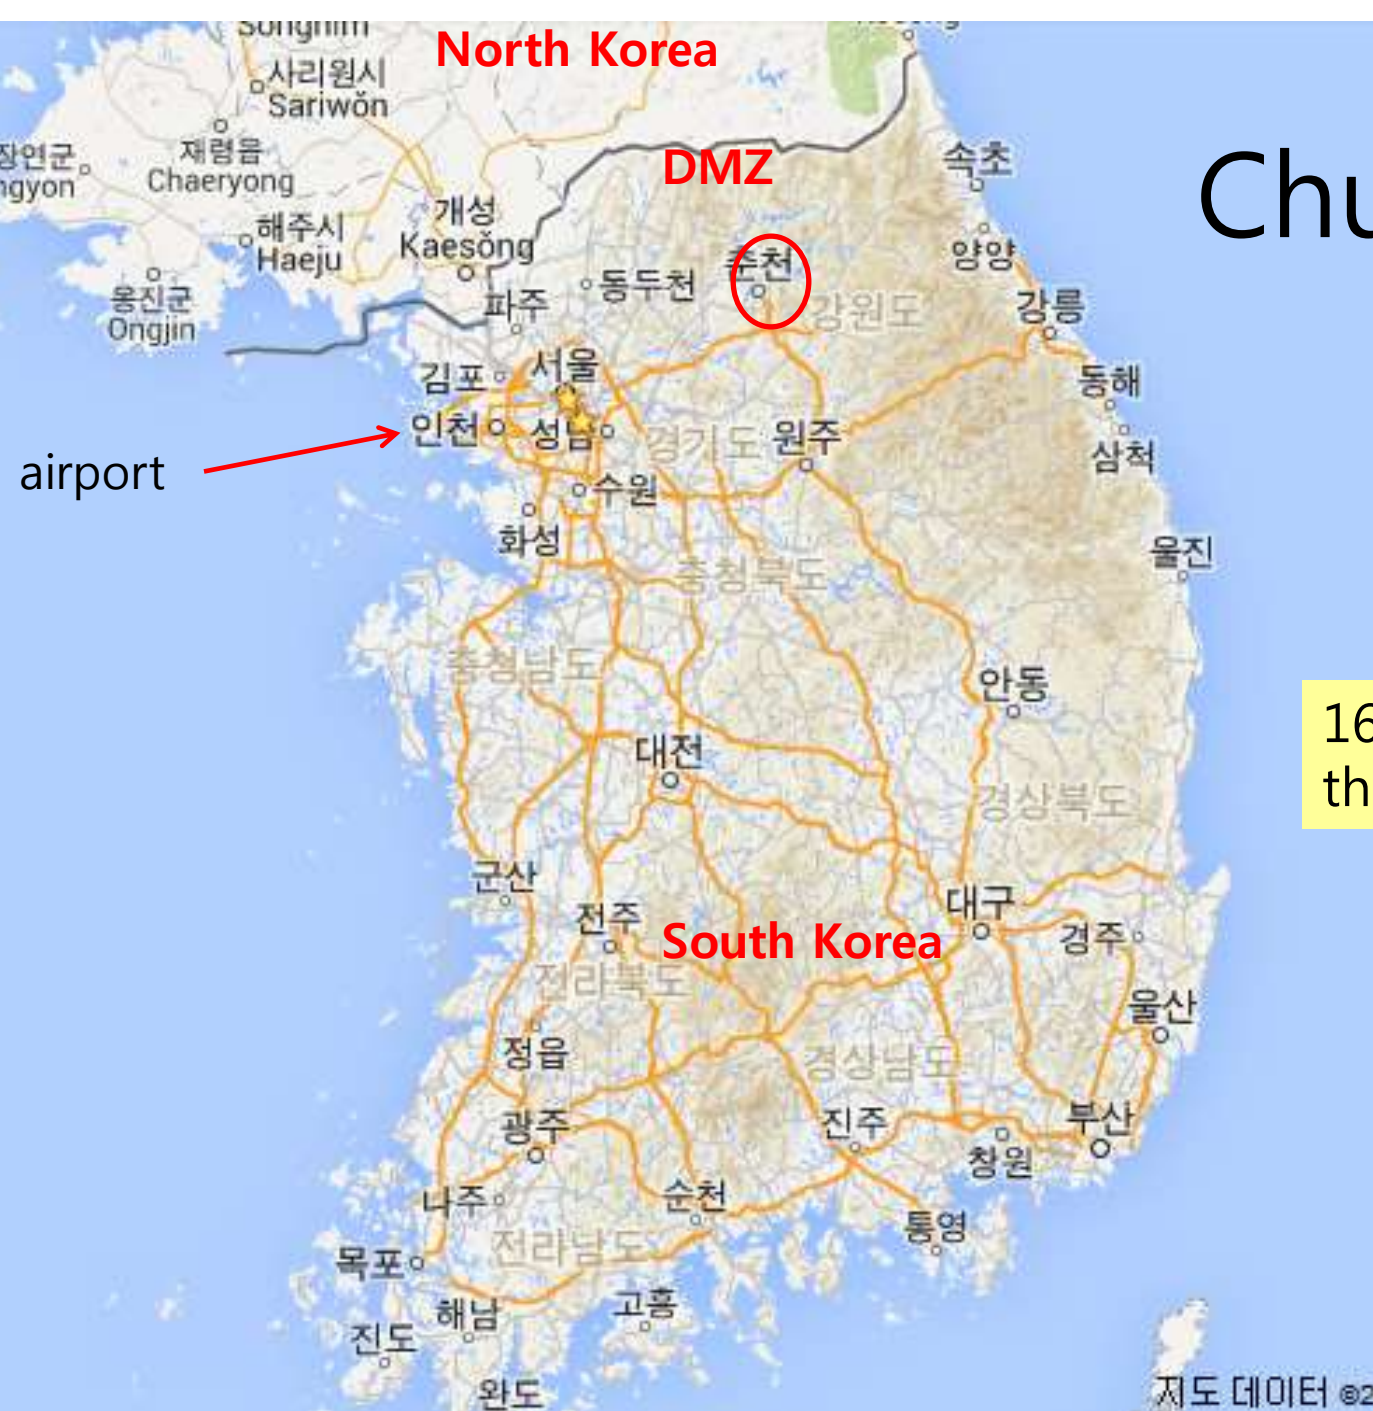 Songnim
North Korea
사리원시
Sariwŏn
재령읍
Chaeryong
장연군
ngyon
DMZ
속초
Chu
개성
Kaesŏng
해주시
Haeju
춘천
양양
동두천
옹진군
Ongjin
파주
강원도
강릉
김포
서울
동해
인천
성남
경기도
원주
삼척
airport
수원
화성
울진
충청북도
충청남도
안동
16
th
대전
경상북도
군산
전주
대구
경주
South Korea
전라북도
울산
정읍
경상남도
광주
진주
부산
창원
나주
순천
통영
전라남도
목포
해남
고흥
진도
완도
지도 데이터 ©2